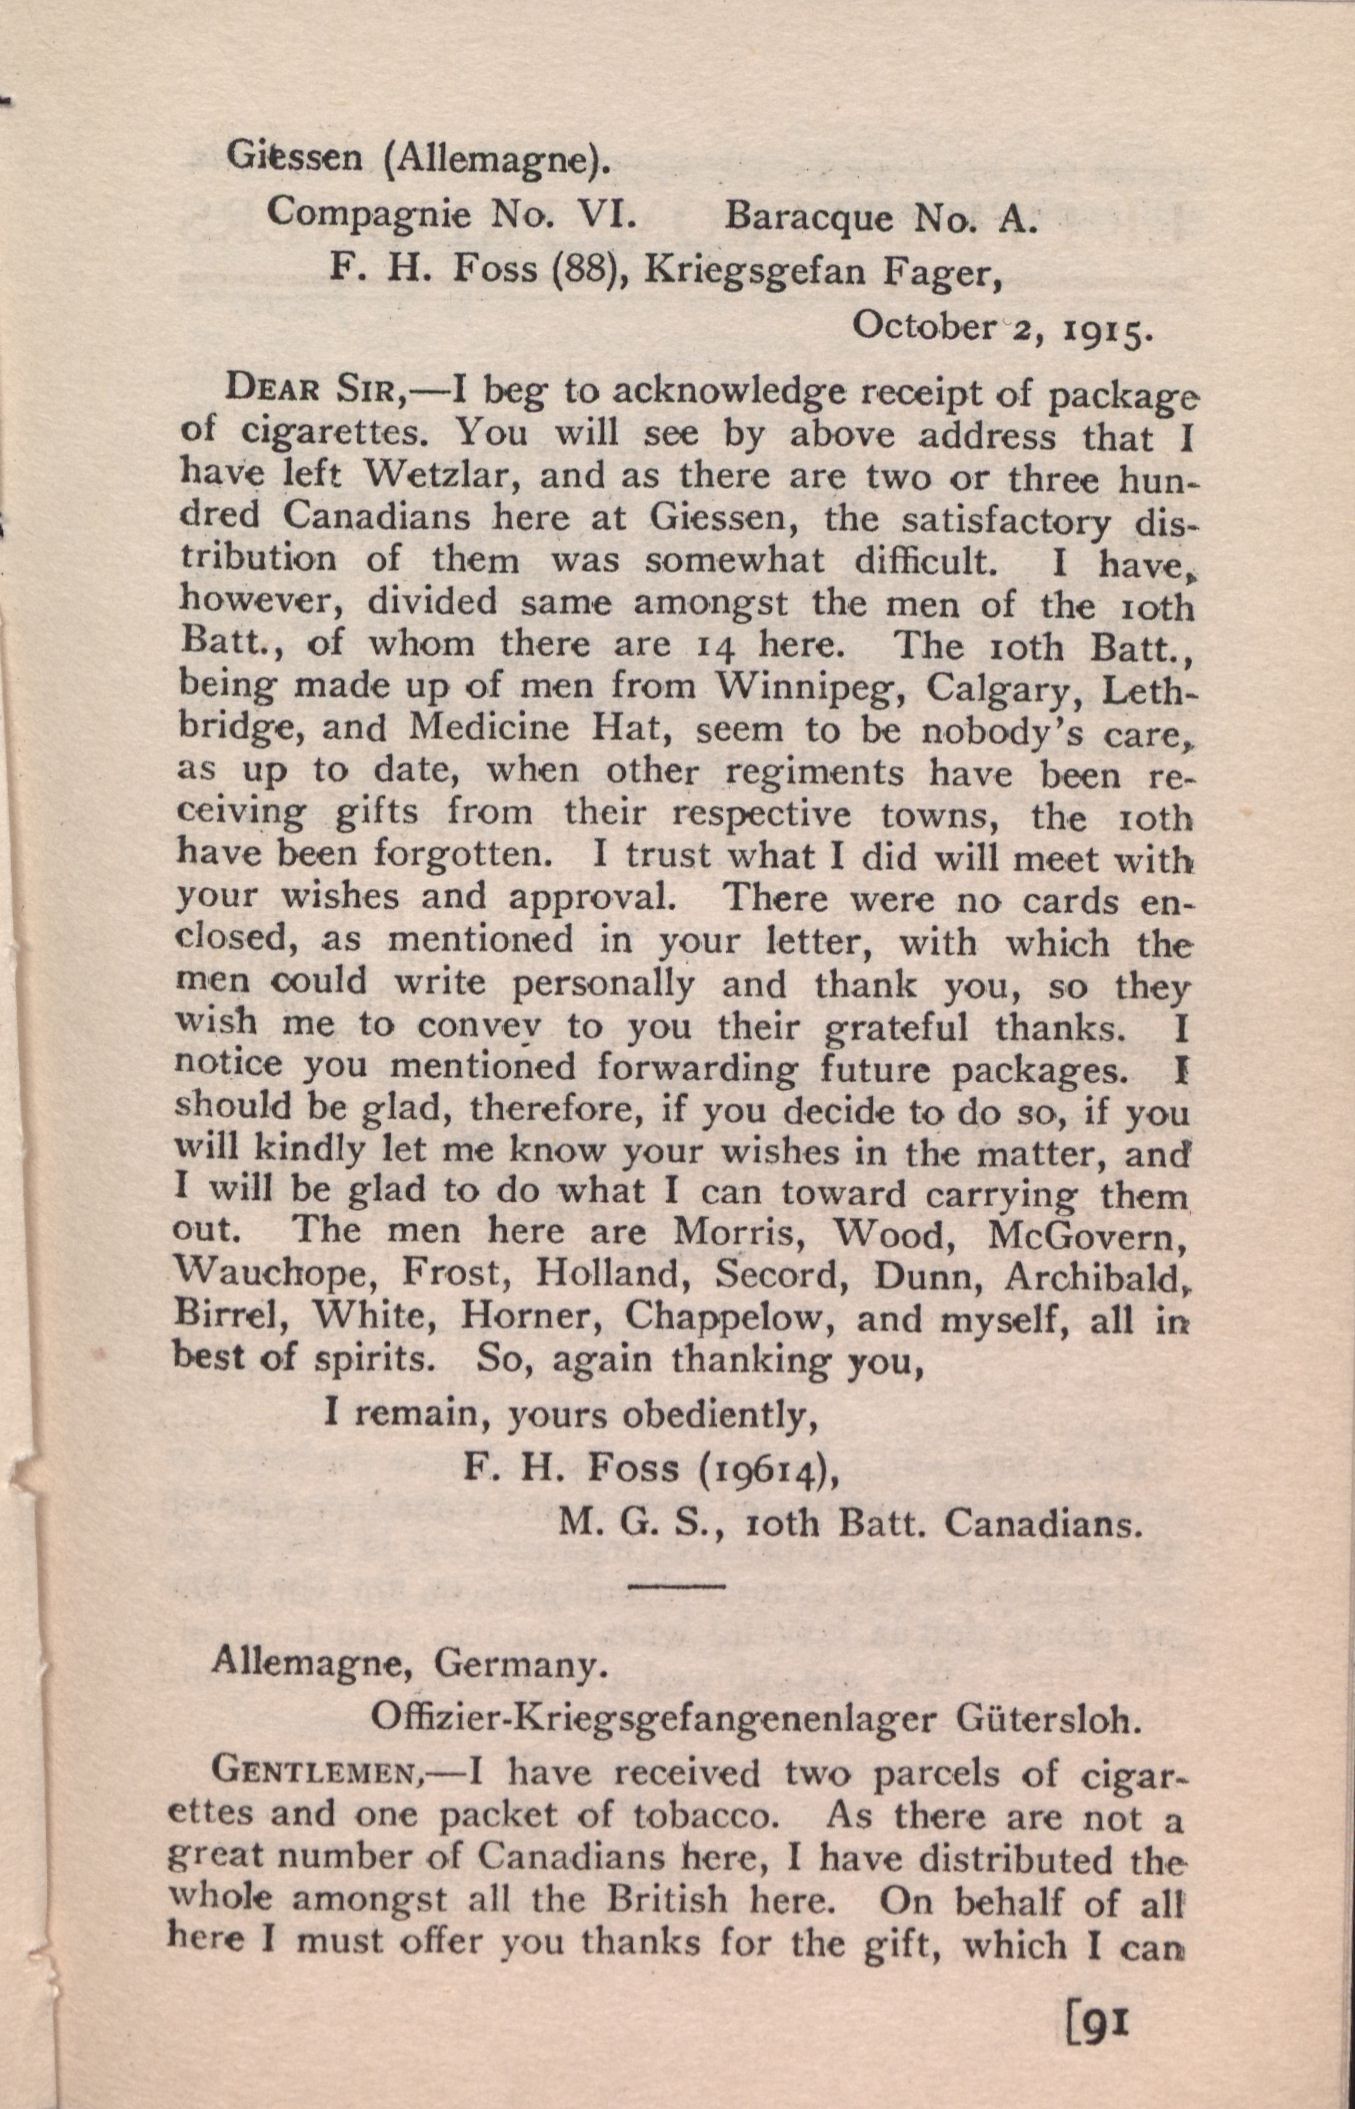 Giessen (Allemagne).
Compagnie No. VI. Baracque No. A.
F. H. Foss (88), Kriegsgefan Fager,
October 2, 1915.
DEAR SIR,—I beg to acknowledge receipt of package
of cigarettes. You will see by above address that I
have left Wetzlar, and as there are two or three hun-
dred Canadians here at Giessen, the satisfactory dis-
tribution of them was somewhat difficult. I have,
however, divided same amongst the men of the 10th
Batt., of whom there are 14 here. The 10th Batt.,
being made up of men from Winnipeg, Calgary, Leth-
bridge, and Medicine Hat, seem to be nobody's care,
as up to date, when other regiments have been re-
ceiving gifts from their respective towns, the 10th
have been forgotten. I trust what I did will meet with
your wishes and approval. There were no cards en-
closed, as mentioned in your letter, with which the
men could write personally and thank you, so they
wish me to convey to you their grateful thanks. I
notice you mentioned forwarding future packages. I
should be glad, therefore, if you decide to do so, if you
will kindly let me know your wishes in the matter, and
I will be glad to do what I can toward carrying them
out. The men here are Morris, Wood, McGovern,
Wauchope, Frost, Holland, Secord, Dunn, Archibald,
Birrel, White, Horner, Chappelow, and myself, all in
best of spirits. So, again thanking you,
I remain, yours obediently,
F. H. Foss (19614),
M. G. S., 10th Batt. Canadians.
Allemagne, Germany.
Offizier-Kriegsgefangenenlager Gütersloh.
GENTLEMEN,—I have received two parcels of cigar-
ettes and one packet of tobacco. As there are not a
great number of Canadians here, I have distributed the
whole amongst all the British here. On behalf of all
here I must offer you thanks for the gift, which I can
[91